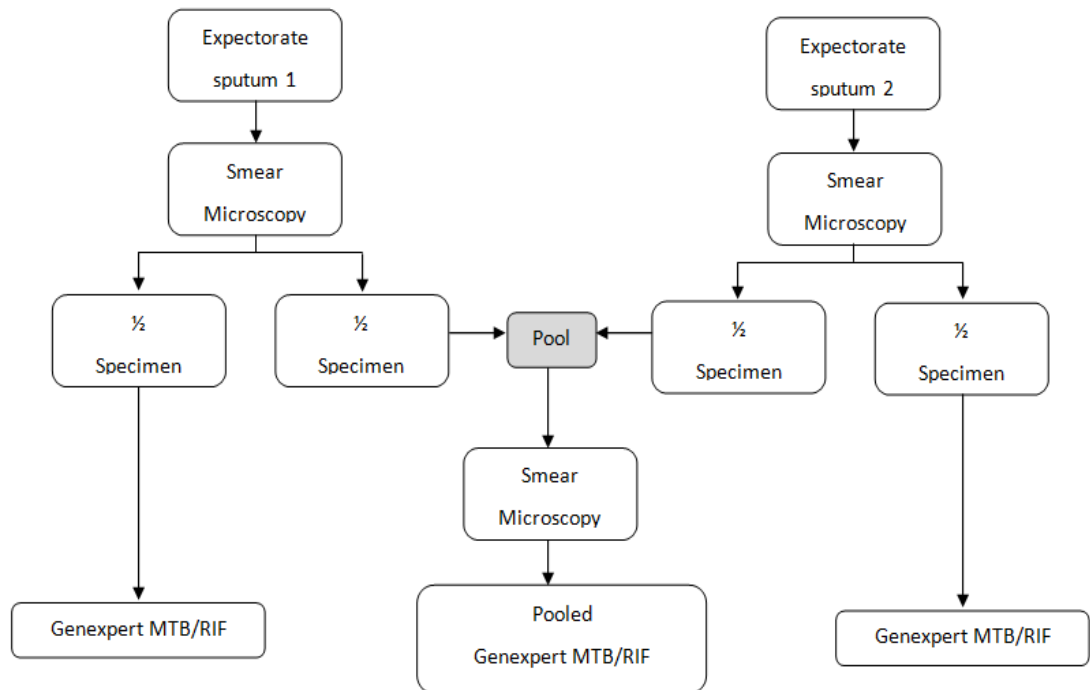 Expectorate
sputum 1
Expectorate
sputum 2
Smear
Microscopy
Smear
Microscopy
½
Specimen
½
Specimen
Pool
½
Specimen
½
Specimen
Smear
Microscopy
Genexpert MTB/RIF
Pooled
Genexpert MTB/RIF
Genexpert MTB/RIF